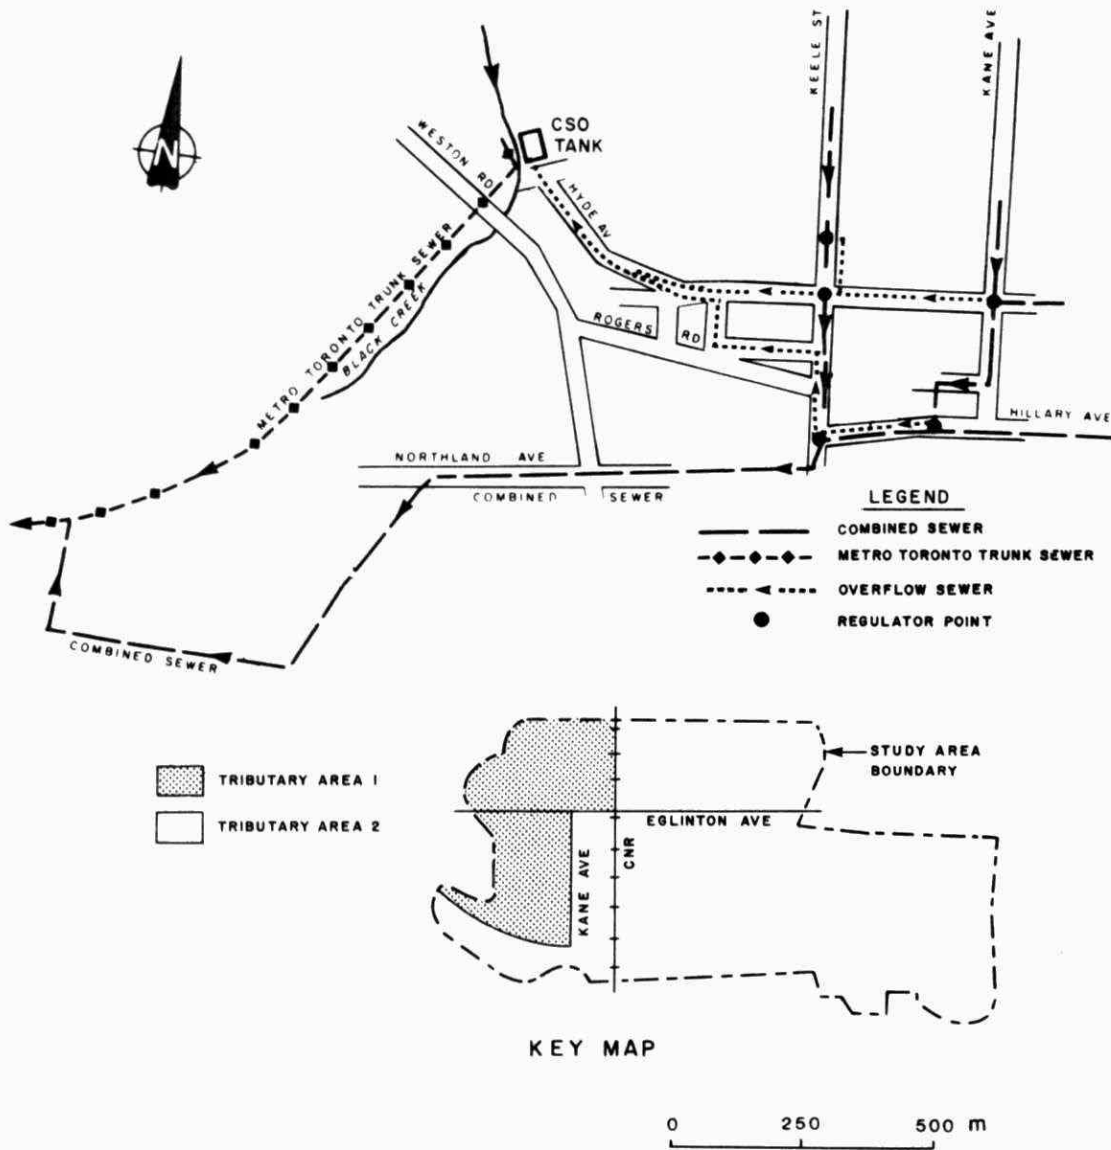 KEELE ST
KANE AVE
N
CSO
TANK
WESTON RD
HYDE AV
METRO TORONTO TRUNK SEWER
BLACK CREEK
ROGERS
RD
HILLARY AVE
NORTHLAND AVE
COMBINED SEWER
COMBINED SEWER
LEGEND
COMBINED SEWER
METRO TORONTO TRUNK SEWER
OVERFLOW SEWER
REGULATOR POINT
TRIBUTARY AREA 1
TRIBUTARY AREA 2
STUDY AREA
BOUNDARY
EGLINTON AVE
KANE AVE
CNR
KEY MAP
0 250 500 m